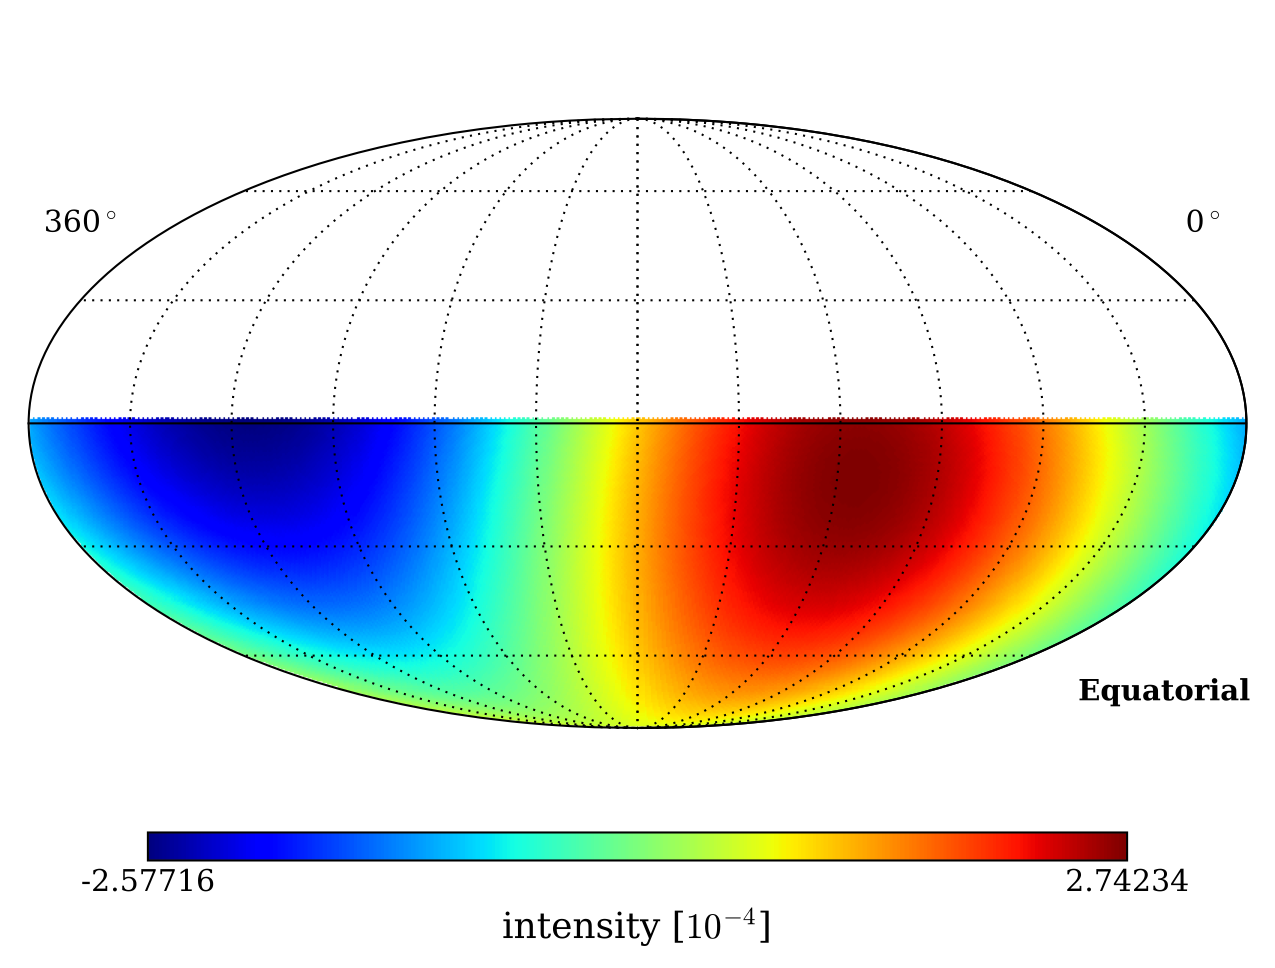 360° 0°
Equatorial
-2.57716 2.74234
intensity [10⁻⁴]